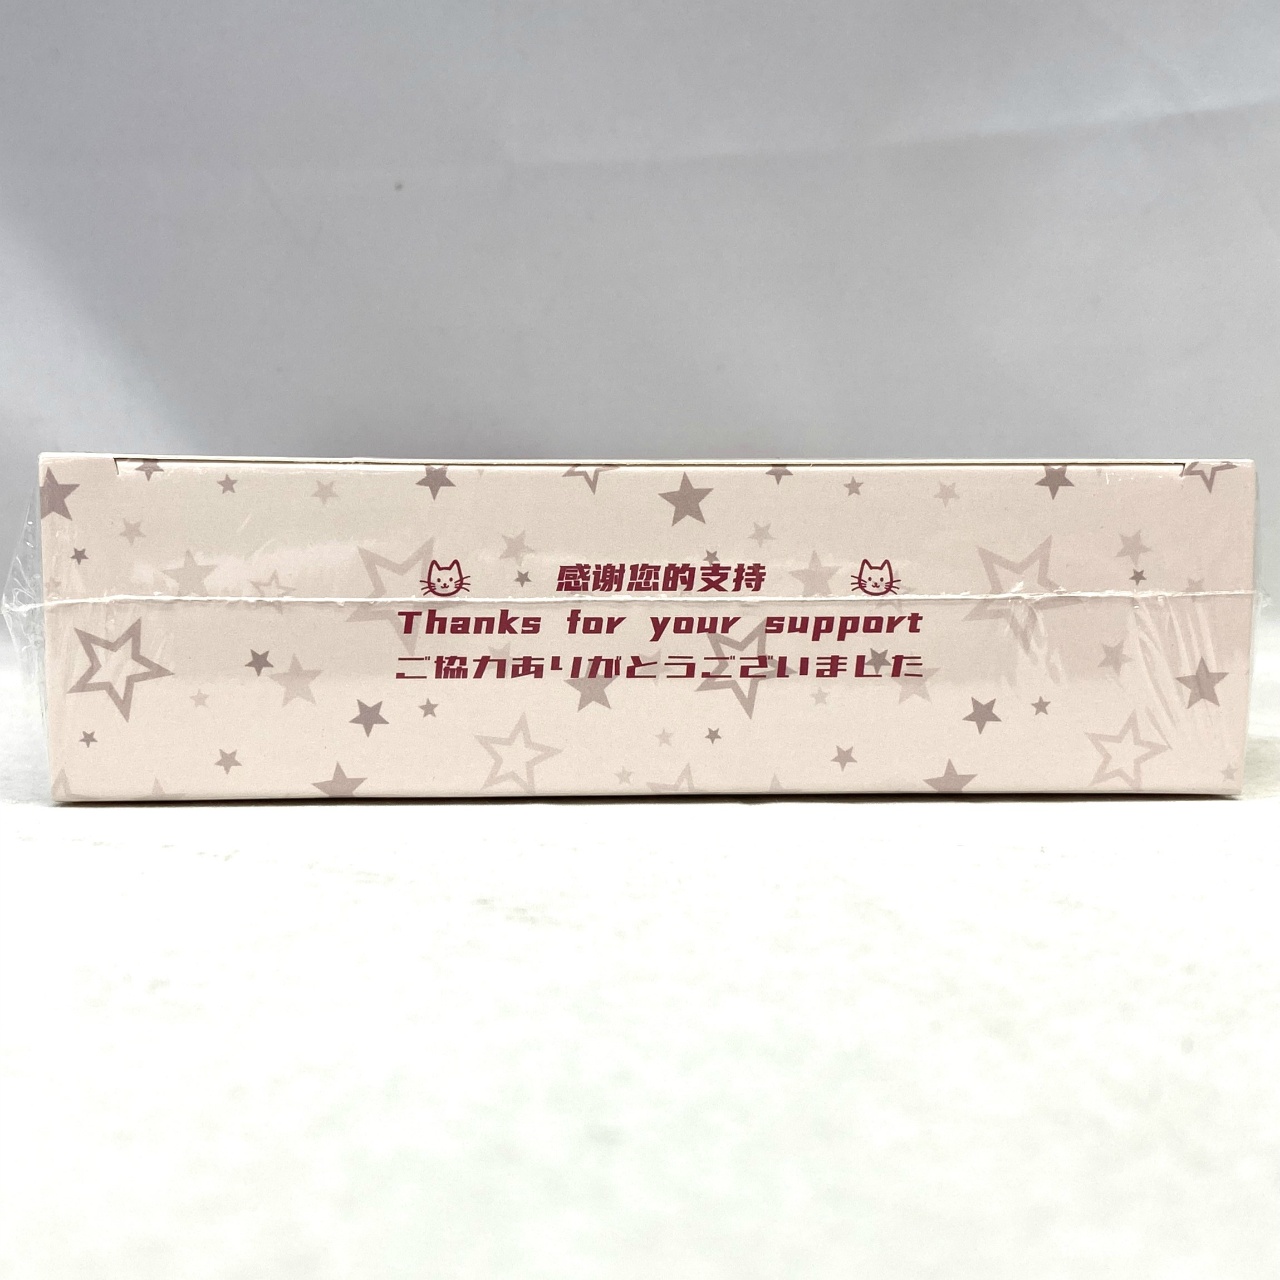 感谢您的支持
Thanks for your support
ご協力ありがとうございました